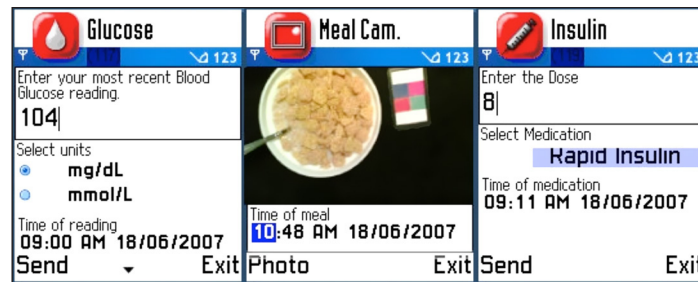 Glucose
123
Enter your most recent Blood
Glucose reading.
104
Select units
mg/dL
mmol/L
Time of reading
09:00 AM 18/06/2007
Send
Exit
Meal Cam.
123
Time of meal
10:48 AM 18/06/2007
Photo
Exit
Insulin
123
Enter the Dose
8
Select Medication
Rapid Insulin
Time of medication
09:11 AM 18/06/2007
Send
Exit